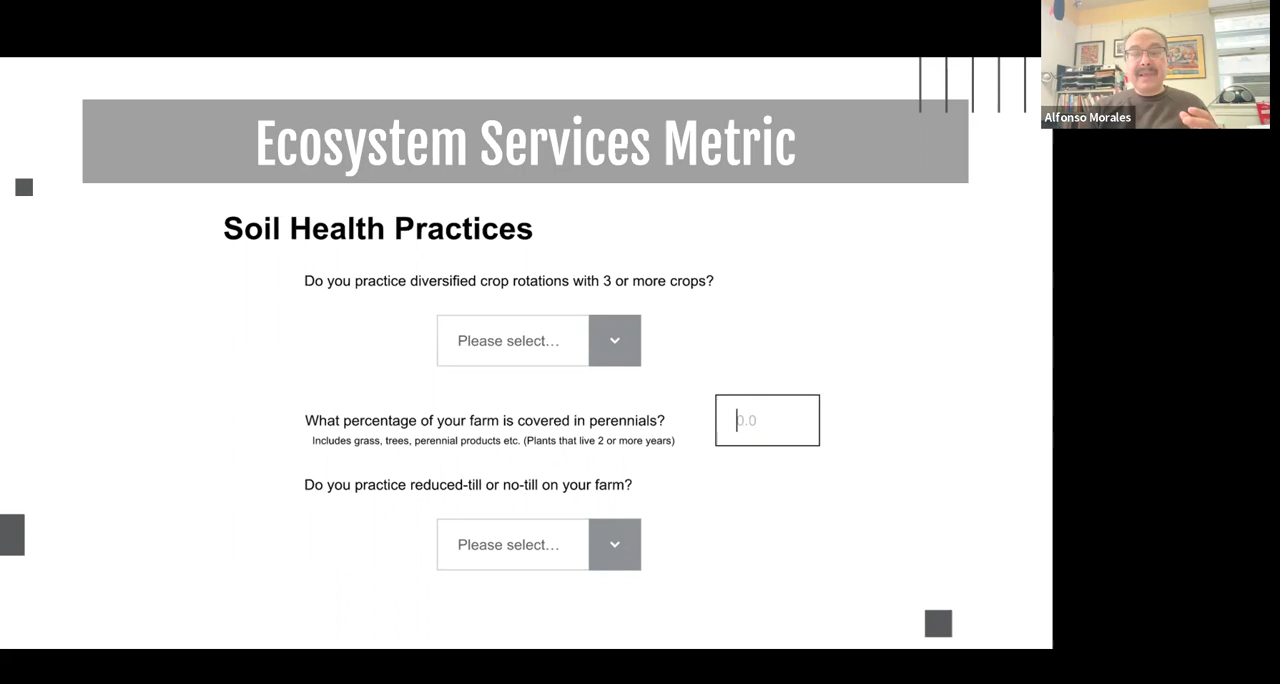 Alfonso Morales
Ecosystem Services Metric
Soil Health Practices
Do you practice diversified crop rotations with 3 or more crops?
Please select...
What percentage of your farm is covered in perennials?
0.0
Includes grass, trees, perennial products etc. (Plants that live 2 or more years)
Do you practice reduced-till or no-till on your farm?
Please select...